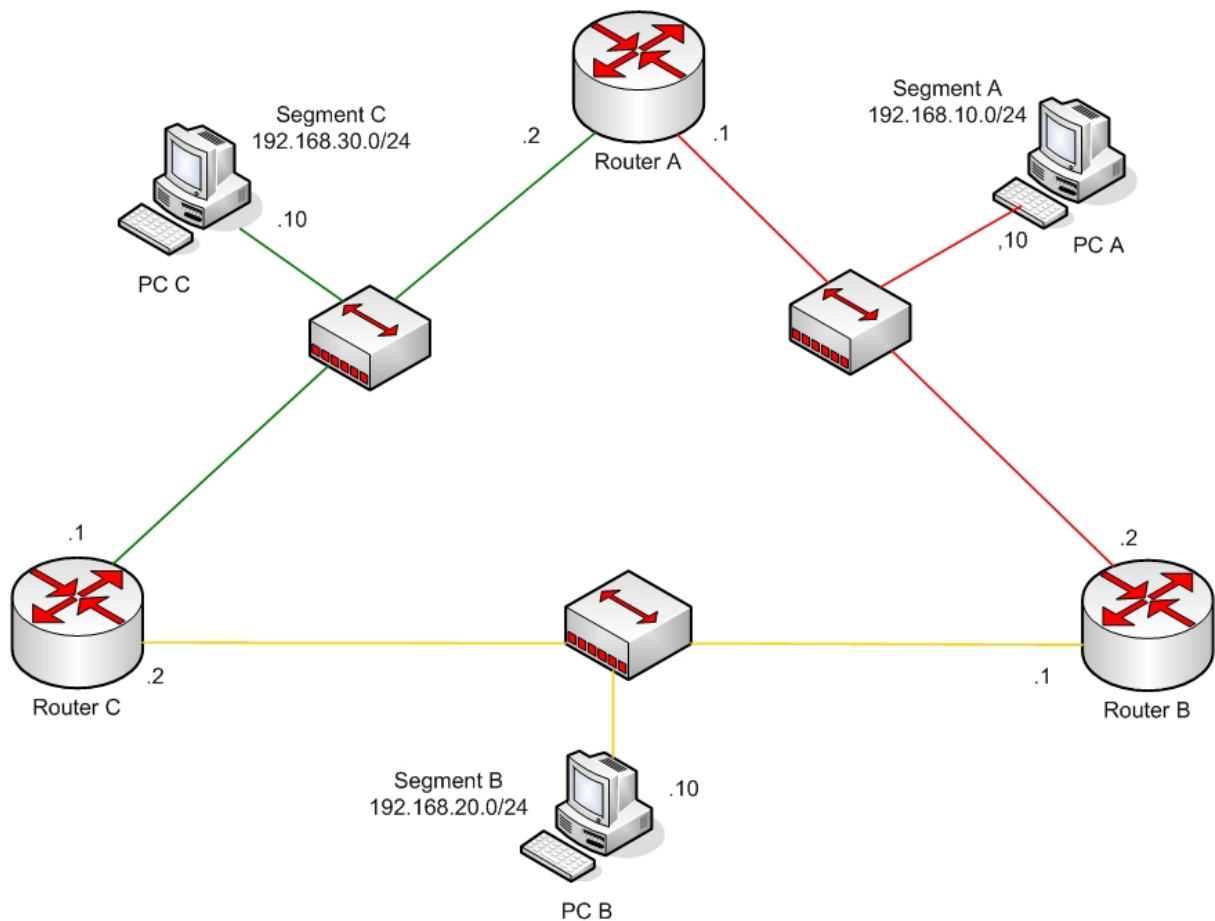 Segment C
192.168.30.0/24
.2
.1
Router A
Segment A
192.168.10.0/24
.10
PC C
,10
PC A
.1
.2
Router C
.2
.1
Router B
Segment B
192.168.20.0/24
.10
PC B